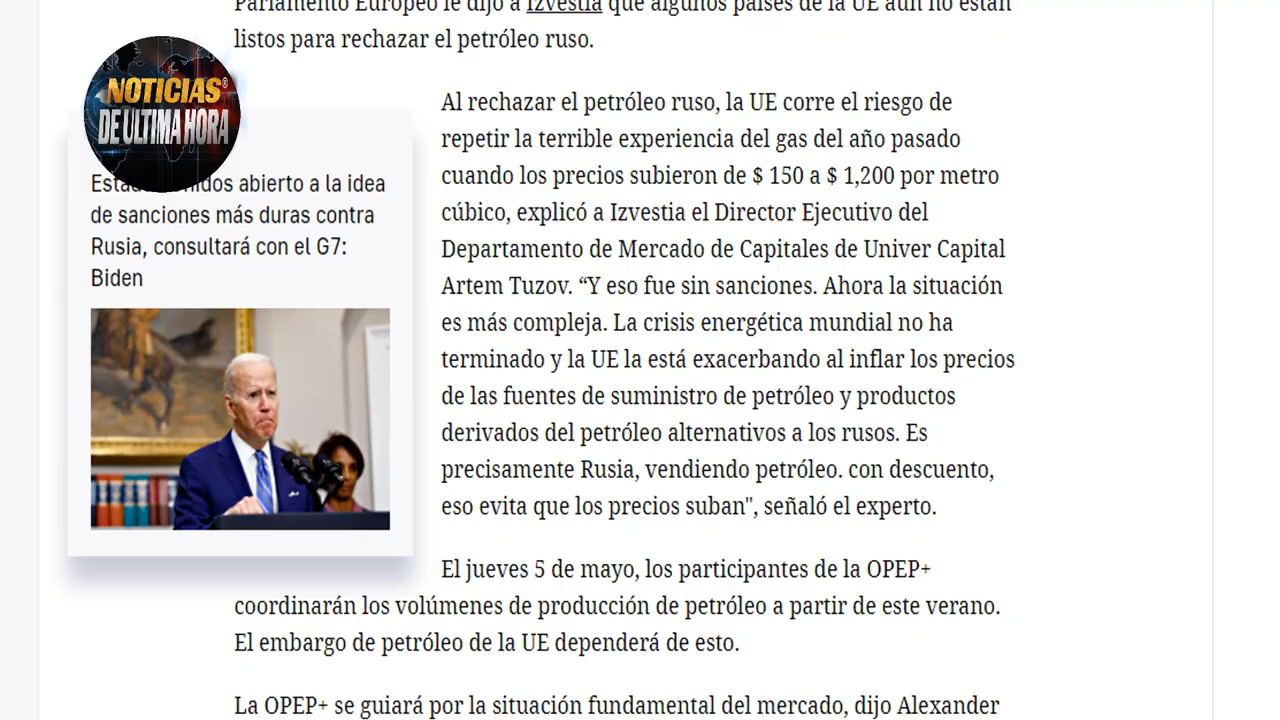 Parlamento Europeo le dijo a Izvestia que algunos países de la UE aún no están
listos para rechazar el petróleo ruso.
NOTICIAS
DE ULTIMA HORA
idos abierto a la idea
de sanciones más duras contra
Rusia, consultará con el G7:
Biden
Al rechazar el petróleo ruso, la UE corre el riesgo de
repetir la terrible experiencia del gas del año pasado
cuando los precios subieron de $ 150 a $ 1,200 por metro
cúbico, explicó a Izvestia el Director Ejecutivo del
Departamento de Mercado de Capitales de Univer Capital
Artem Tuzov. “Y eso fue sin sanciones. Ahora la situación
es más compleja. La crisis energética mundial no ha
terminado y la UE la está exacerbando al inflar los precios
de las fuentes de suministro de petróleo y productos
derivados del petróleo alternativos a los rusos. Es
precisamente Rusia, vendiendo petróleo. con descuento,
eso evita que los precios suban", señaló el experto.
El jueves 5 de mayo, los participantes de la OPEP+
coordinarán los volúmenes de producción de petróleo a partir de este verano.
El embargo de petróleo de la UE dependerá de esto.
La OPEP+ se guiará por la situación fundamental del mercado, dijo Alexander